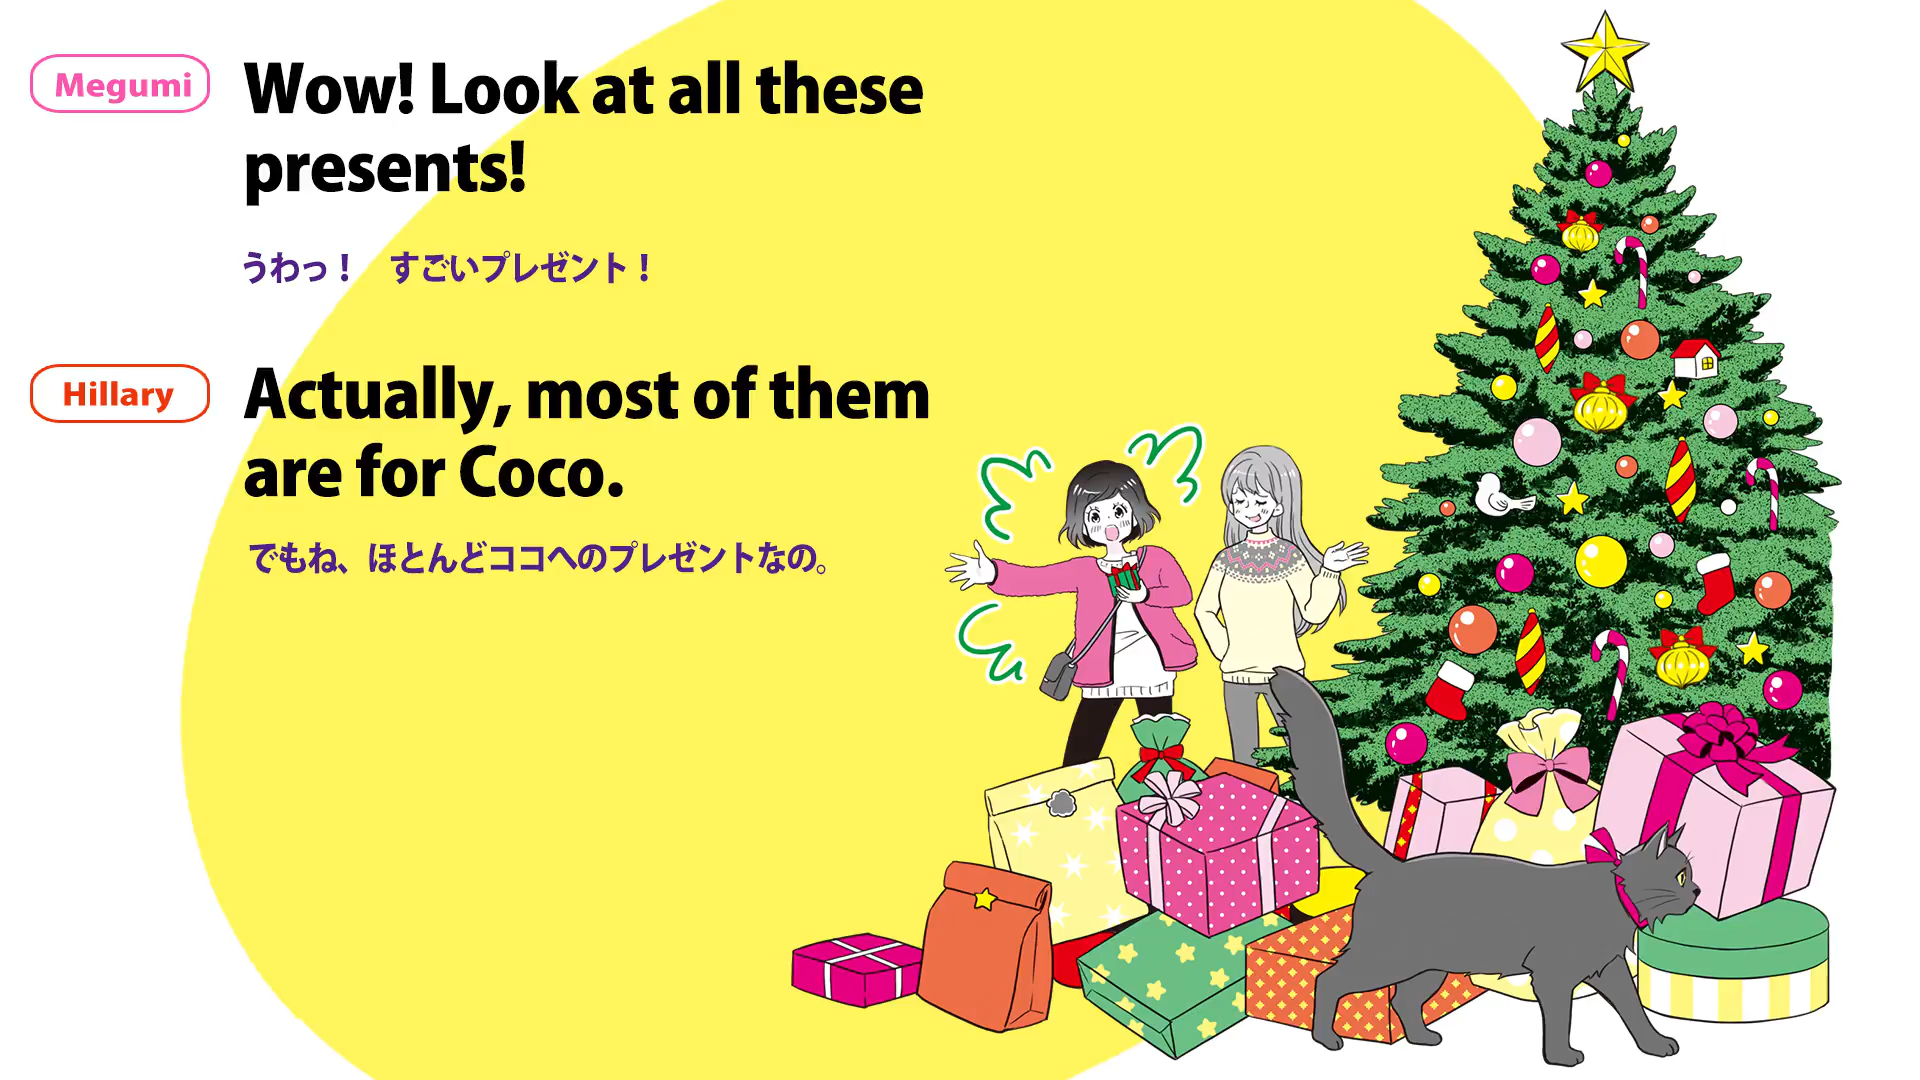 Megumi
Wow! Look at all these
presents!
うわっ！　すごいプレゼント！
Hillary
Actually, most of them
are for Coco.
でもね、ほとんどココへのプレゼントなの。